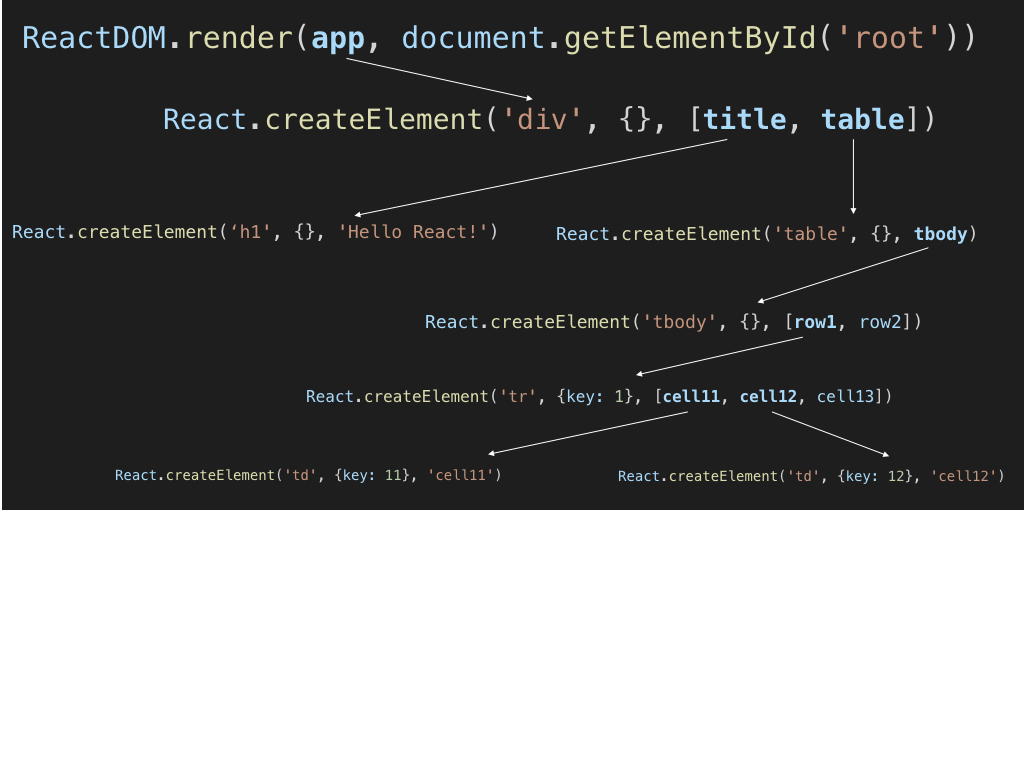 ReactDOM.render(app, document.getElementById('root'))
React.createElement('div', {}, [title, table])
React.createElement(‘h1', {}, 'Hello React!')
React.createElement('table', {}, tbody)
React.createElement('tbody', {}, [row1, row2])
React.createElement('tr', {key: 1}, [cell11, cell12, cell13])
React.createElement('td', {key: 11}, 'cell11')
React.createElement('td', {key: 12}, 'cell12')